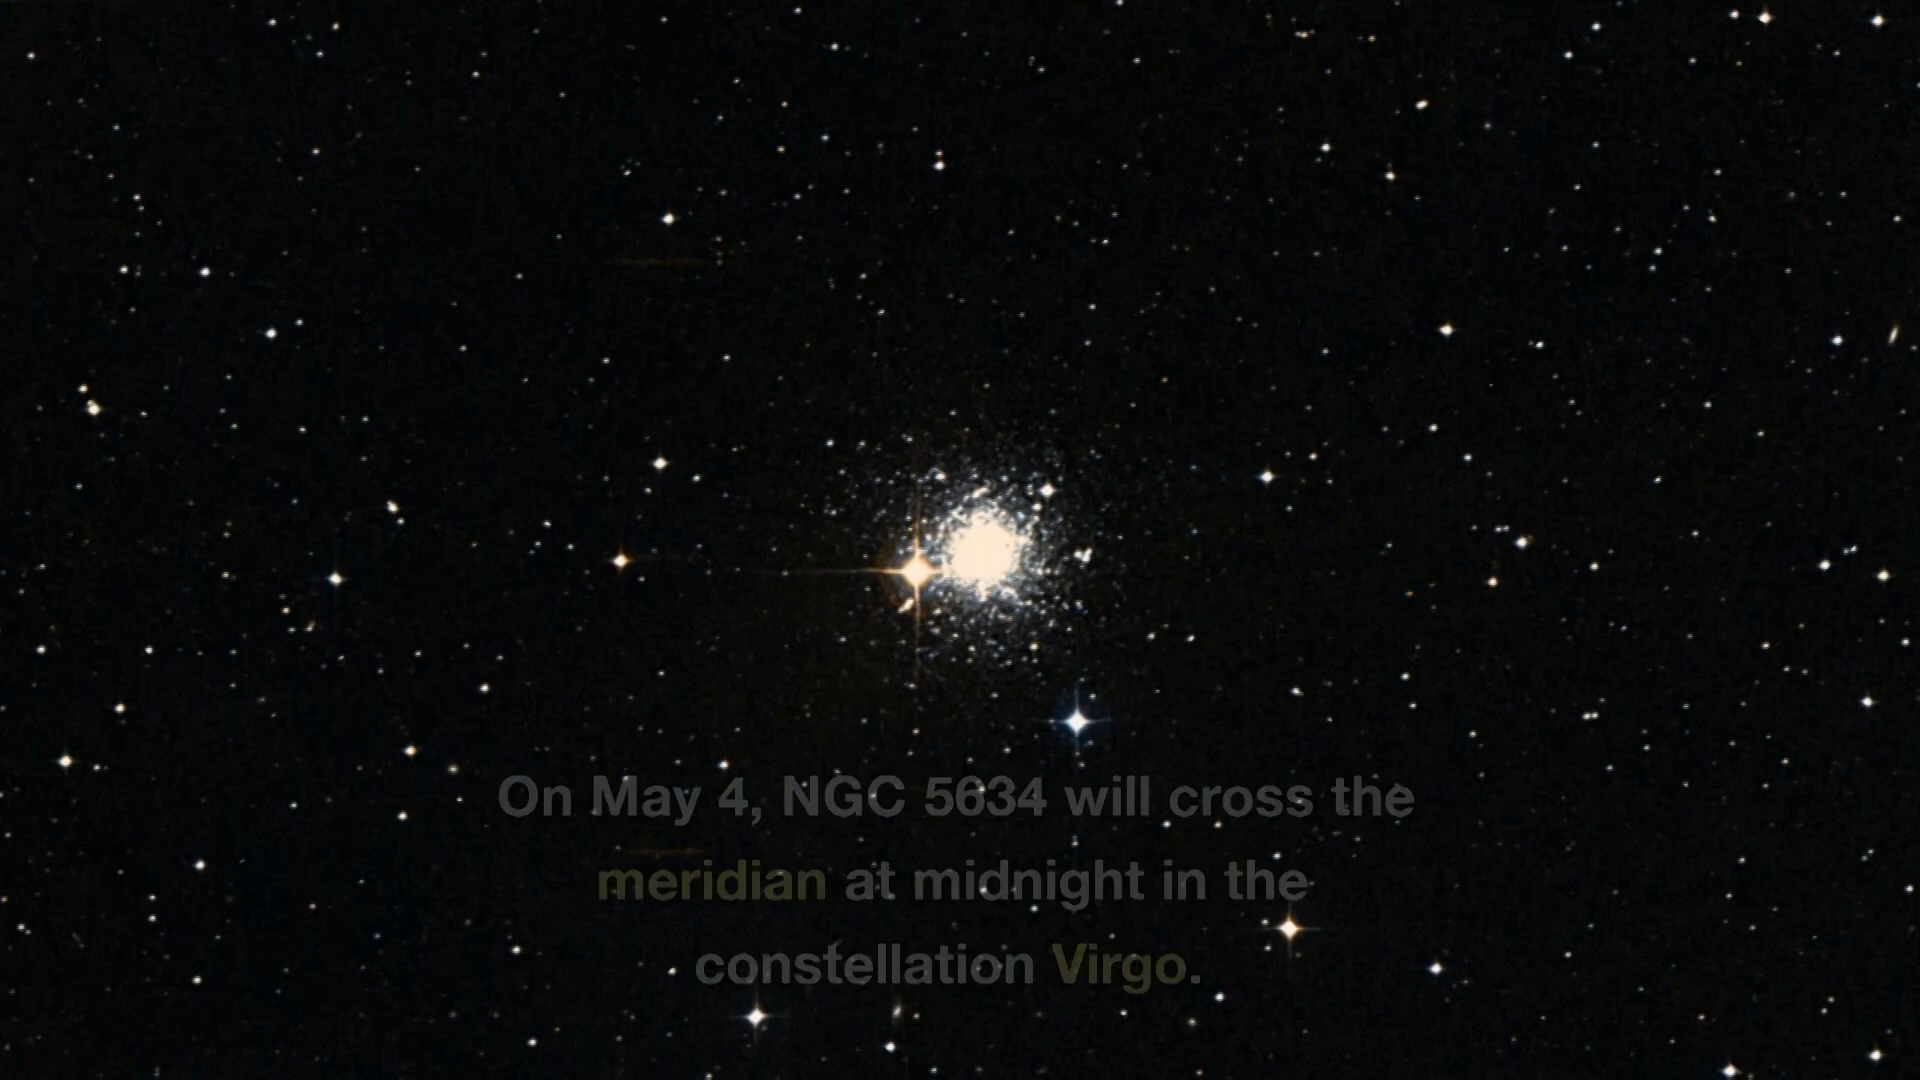 On May 4, NGC 5634 will cross the
meridian at midnight in the
constellation Virgo.